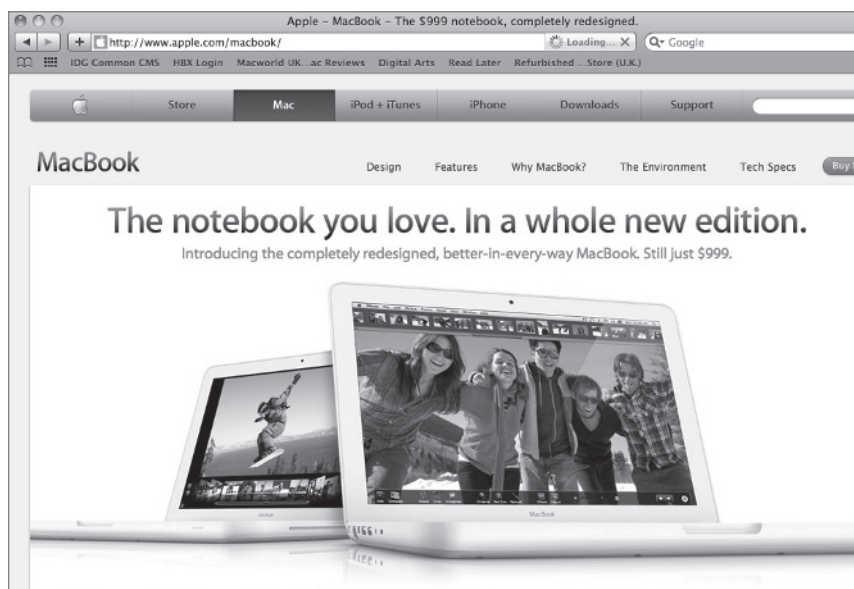 Apple – MacBook – The $999 notebook, completely redesigned.
http://www.apple.com/macbook/ Loading... Google
IDG Common CMS HBX Login Macworld UK...ac Reviews Digital Arts Read Later Refurbished ...Store (U.K.)
Store Mac iPod + iTunes iPhone Downloads Support
MacBook Design Features Why MacBook? The Environment Tech Specs Buy
The notebook you love. In a whole new edition.
Introducing the completely redesigned, better-in-every-way MacBook. Still just $999.
MacBook